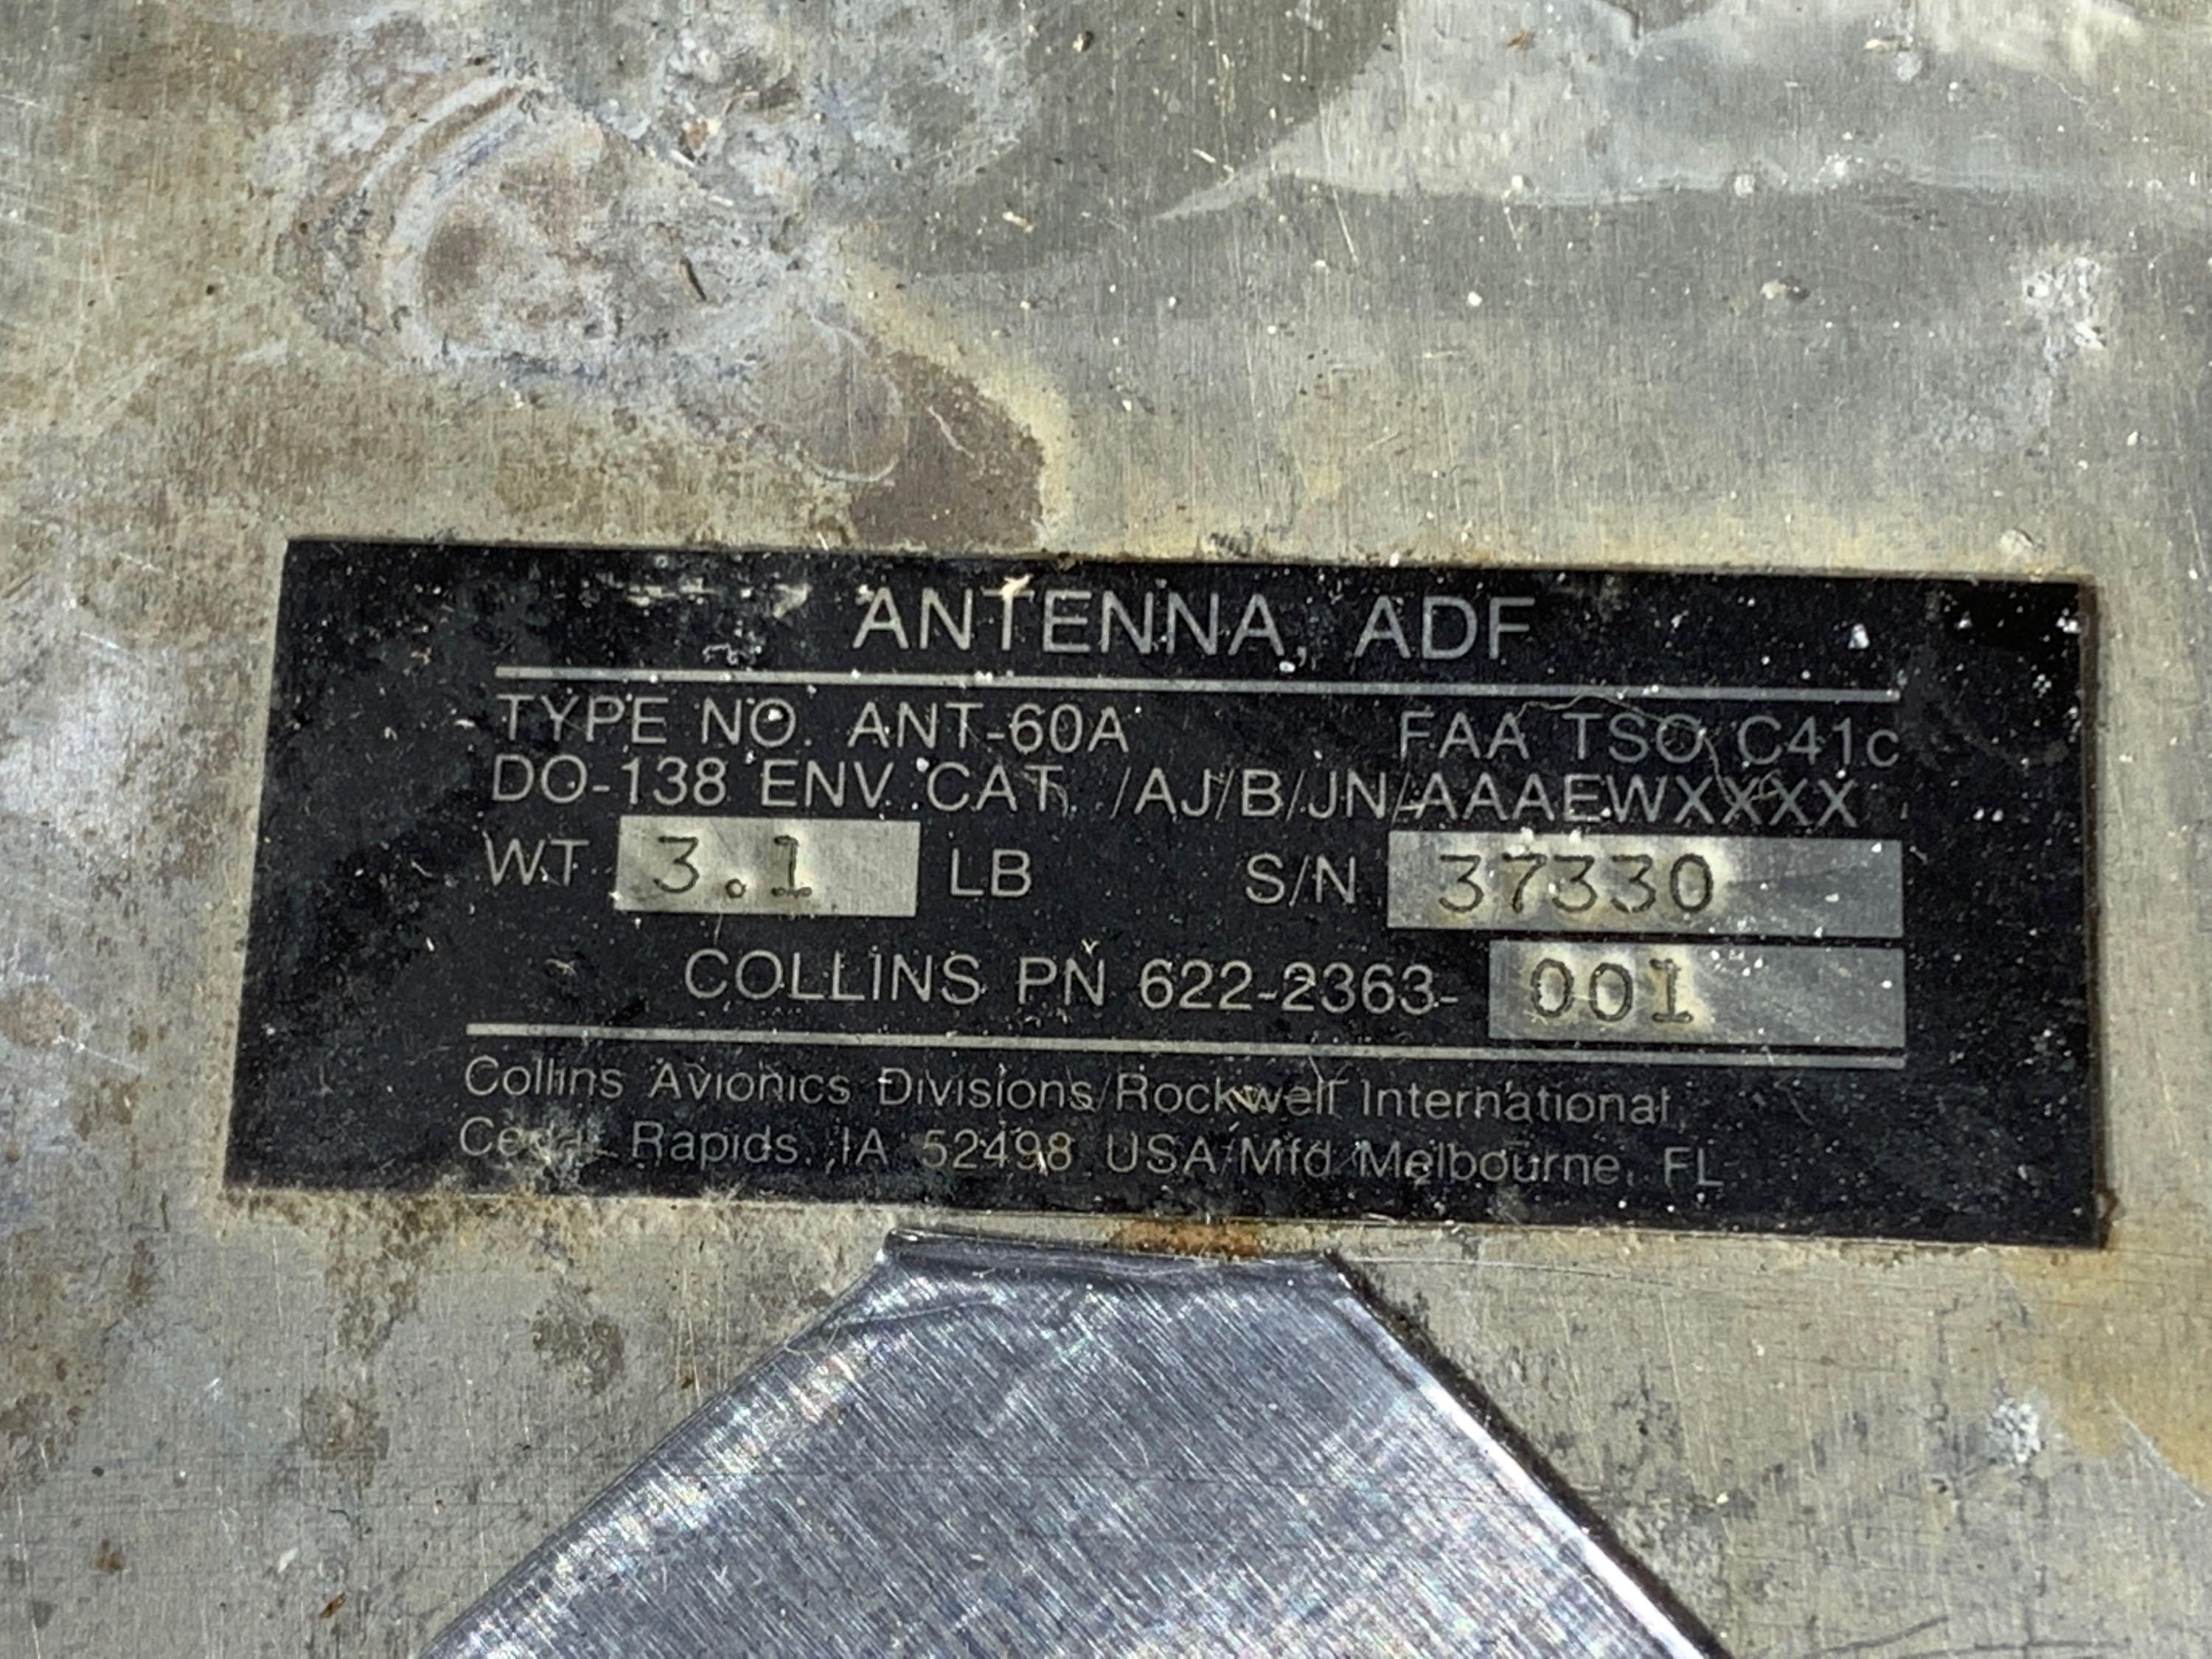 ANTENNA, ADF
TYPE NO. ANT-60A FAA TSO C41c
DO-138 ENV. CAT. /AJ/B/JN/AAAEWXXXX
WT 3.1 LB S/N 37330
COLLINS PN 622-2363- 001
Collins Avionics Divisions/Rockwell International,
Cedar Rapids, IA 52498 USA/Mfd Melbourne, FL